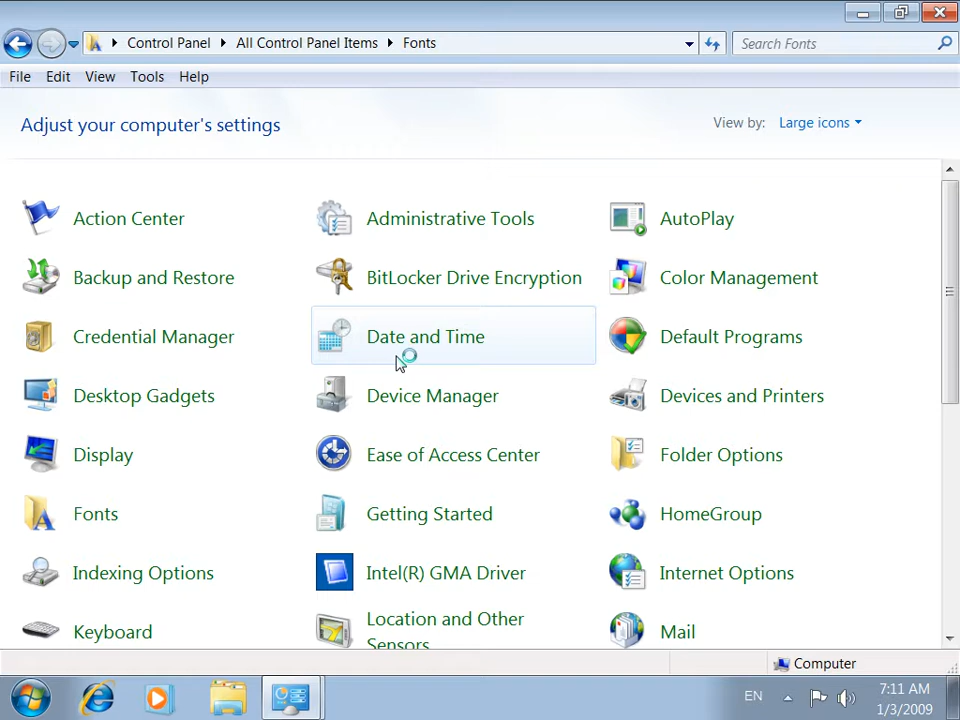 Control Panel All Control Panel Items Fonts
Search Fonts
File Edit View Tools Help
Adjust your computer's settings
View by: Large icons
Action Center
Administrative Tools
AutoPlay
Backup and Restore
BitLocker Drive Encryption
Color Management
Credential Manager
Date and Time
Default Programs
Desktop Gadgets
Device Manager
Devices and Printers
Display
Ease of Access Center
Folder Options
Fonts
Getting Started
HomeGroup
Indexing Options
Intel(R) GMA Driver
Internet Options
Keyboard
Location and Other
Sensors
Mail
Computer
EN
7:11 AM
1/3/2009